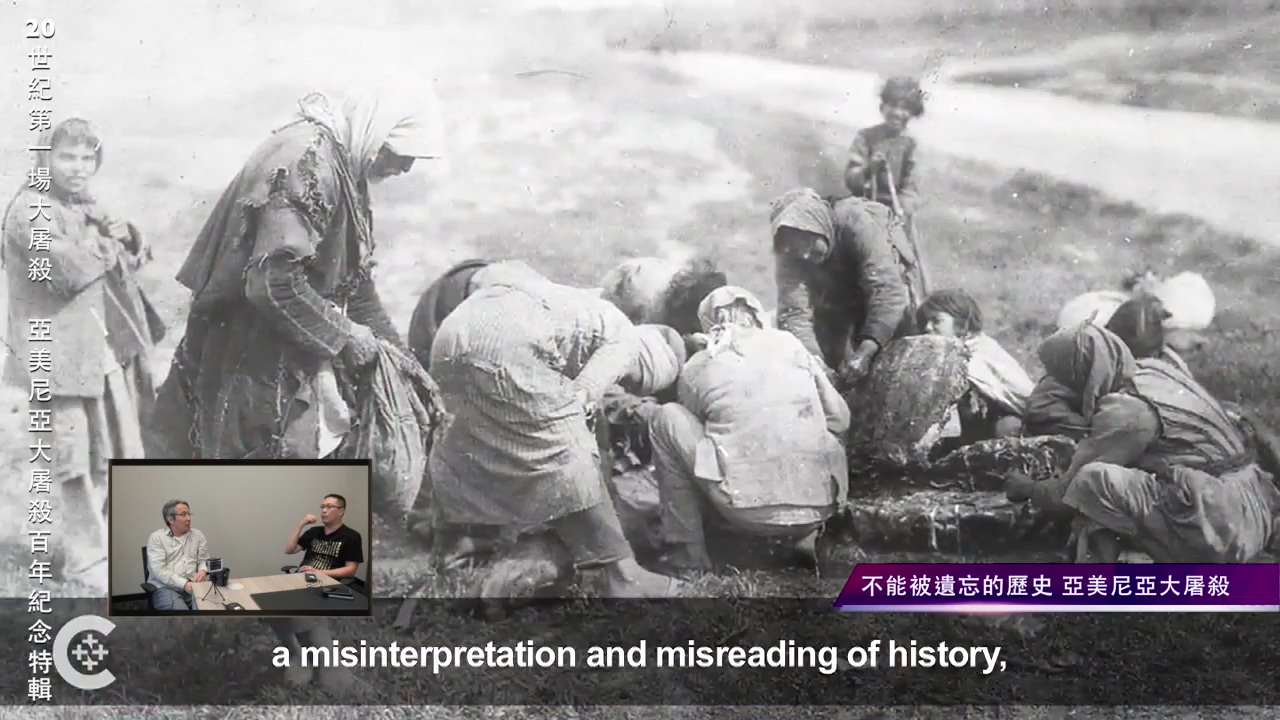 20世紀第一場大屠殺 亞美尼亞大屠殺百年紀念特輯
不能被遺忘的歷史 亞美尼亞大屠殺
a misinterpretation and misreading of history,